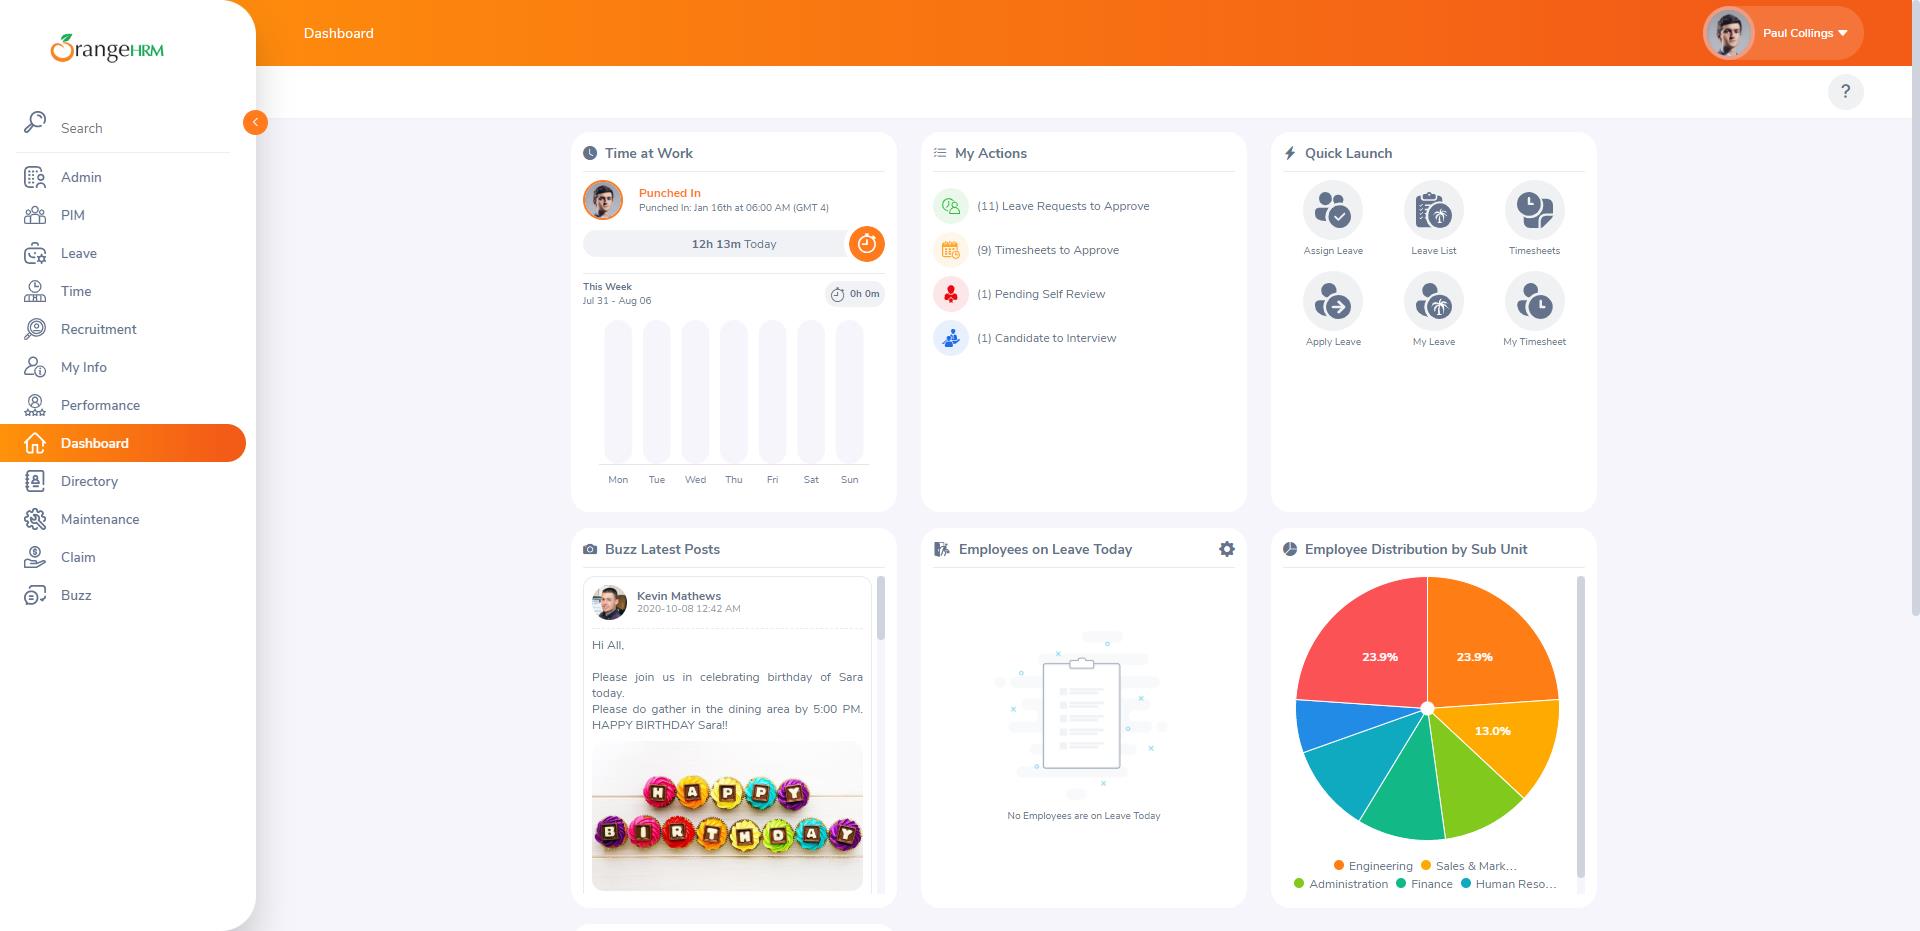 OrangeHRM
Dashboard
Paul Collings
?
Search
Admin
PIM
Leave
Time
Recruitment
My Info
Performance
Dashboard
Directory
Maintenance
Claim
Buzz
Time at Work
Punched In
Punched In: Jan 16th at 06:00 AM (GMT 4)
12h 13m Today
This Week
Jul 31 - Aug 06
0h 0m
Mon Tue Wed Thu Fri Sat Sun
My Actions
(11) Leave Requests to Approve
(9) Timesheets to Approve
(1) Pending Self Review
(1) Candidate to Interview
Quick Launch
Assign Leave Leave List Timesheets
Apply Leave My Leave My Timesheet
Buzz Latest Posts
Kevin Mathews
2020-10-08 12:42 AM
Hi All,
Please join us in celebrating birthday of Sara
today.
Please do gather in the dining area by 5:00 PM.
HAPPY BIRTHDAY Sara!!
HAPPY
BIRTHDAY
Employees on Leave Today
No Employees are on Leave Today
Employee Distribution by Sub Unit
23.9% 23.9%
13.0%
Engineering Sales & Mark...
Administration Finance Human Reso...